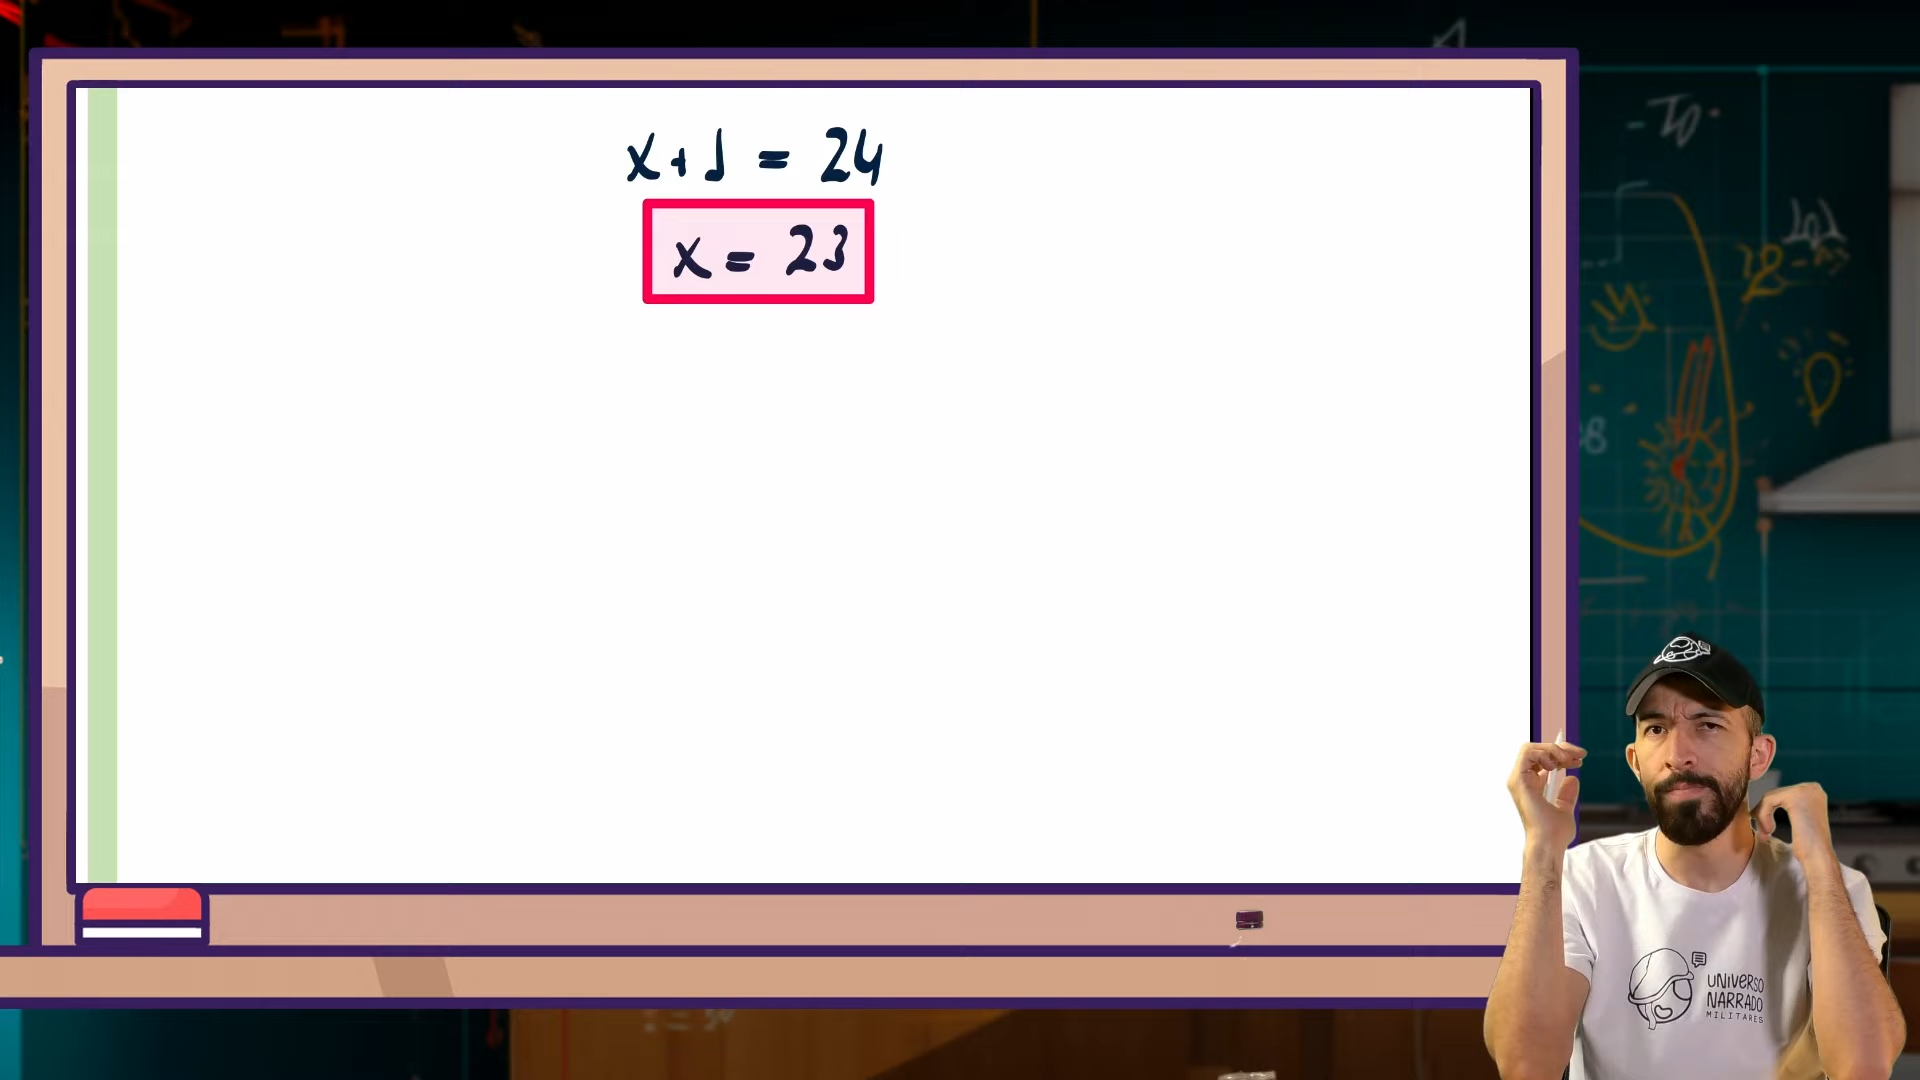 x + 1 = 24
x = 23
UNIVERSO
NARRADO
MILITARES